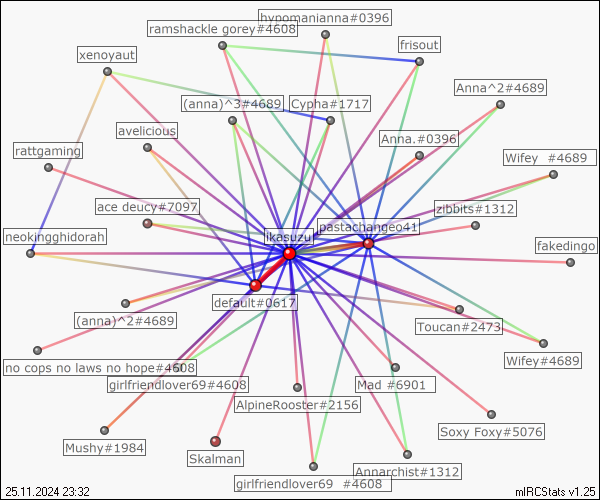 hypomanianna#0396
ramshackle gorey#4608
frisout
xenoyaut
Anna^2#4689
(anna)^3#4689
Cypha#1717
avelicious
Anna.#0396
rattgaming
Wifey  #4689
ace deucy#7097
zibbits#1312
pastachangeo41
ikasuzu
neokingghidorah
fakedingo
default#0617
(anna)^2#4689
Toucan#2473
Wifey#4689
no cops no laws no hope#4608
girlfriendlover69#4608
Mad #6901
AlpineRooster#2156
Soxy Foxy#5076
Mushy#1984
Skalman
Annarchist#1312
girlfriendlover69  #4608
25.11.2024 23:32
mIRCStats v1.25